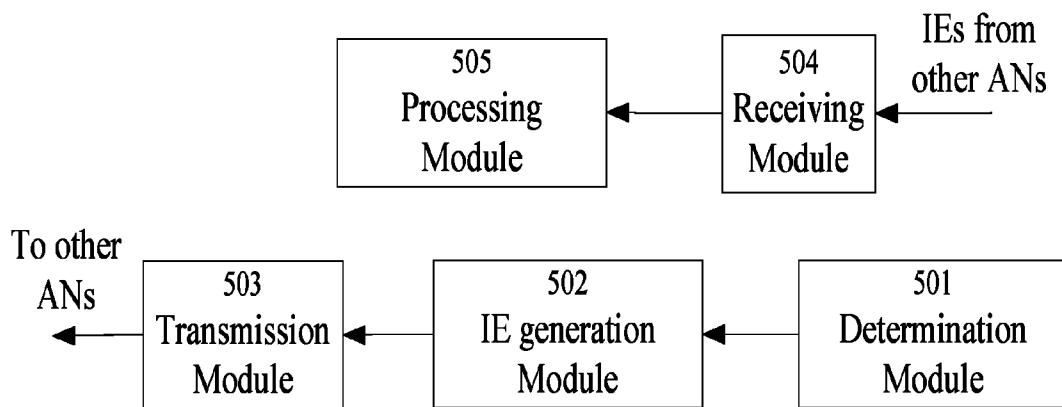 505
Processing
Module
504
Receiving
Module
IEs from
other ANs
To other
ANs
503
Transmission
Module
502
IE generation
Module
501
Determination
Module